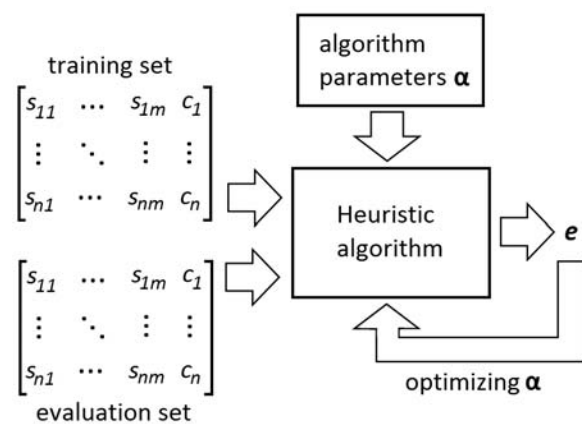 training set
s11 ⋯ s1m c1
⋮ ⋱ ⋮ ⋮
sn1 ⋯ snm cn
s11 ⋯ s1m c1
⋮ ⋱ ⋮ ⋮
sn1 ⋯ snm cn
evaluation set
algorithm
parameters α
Heuristic
algorithm
e
optimizing α